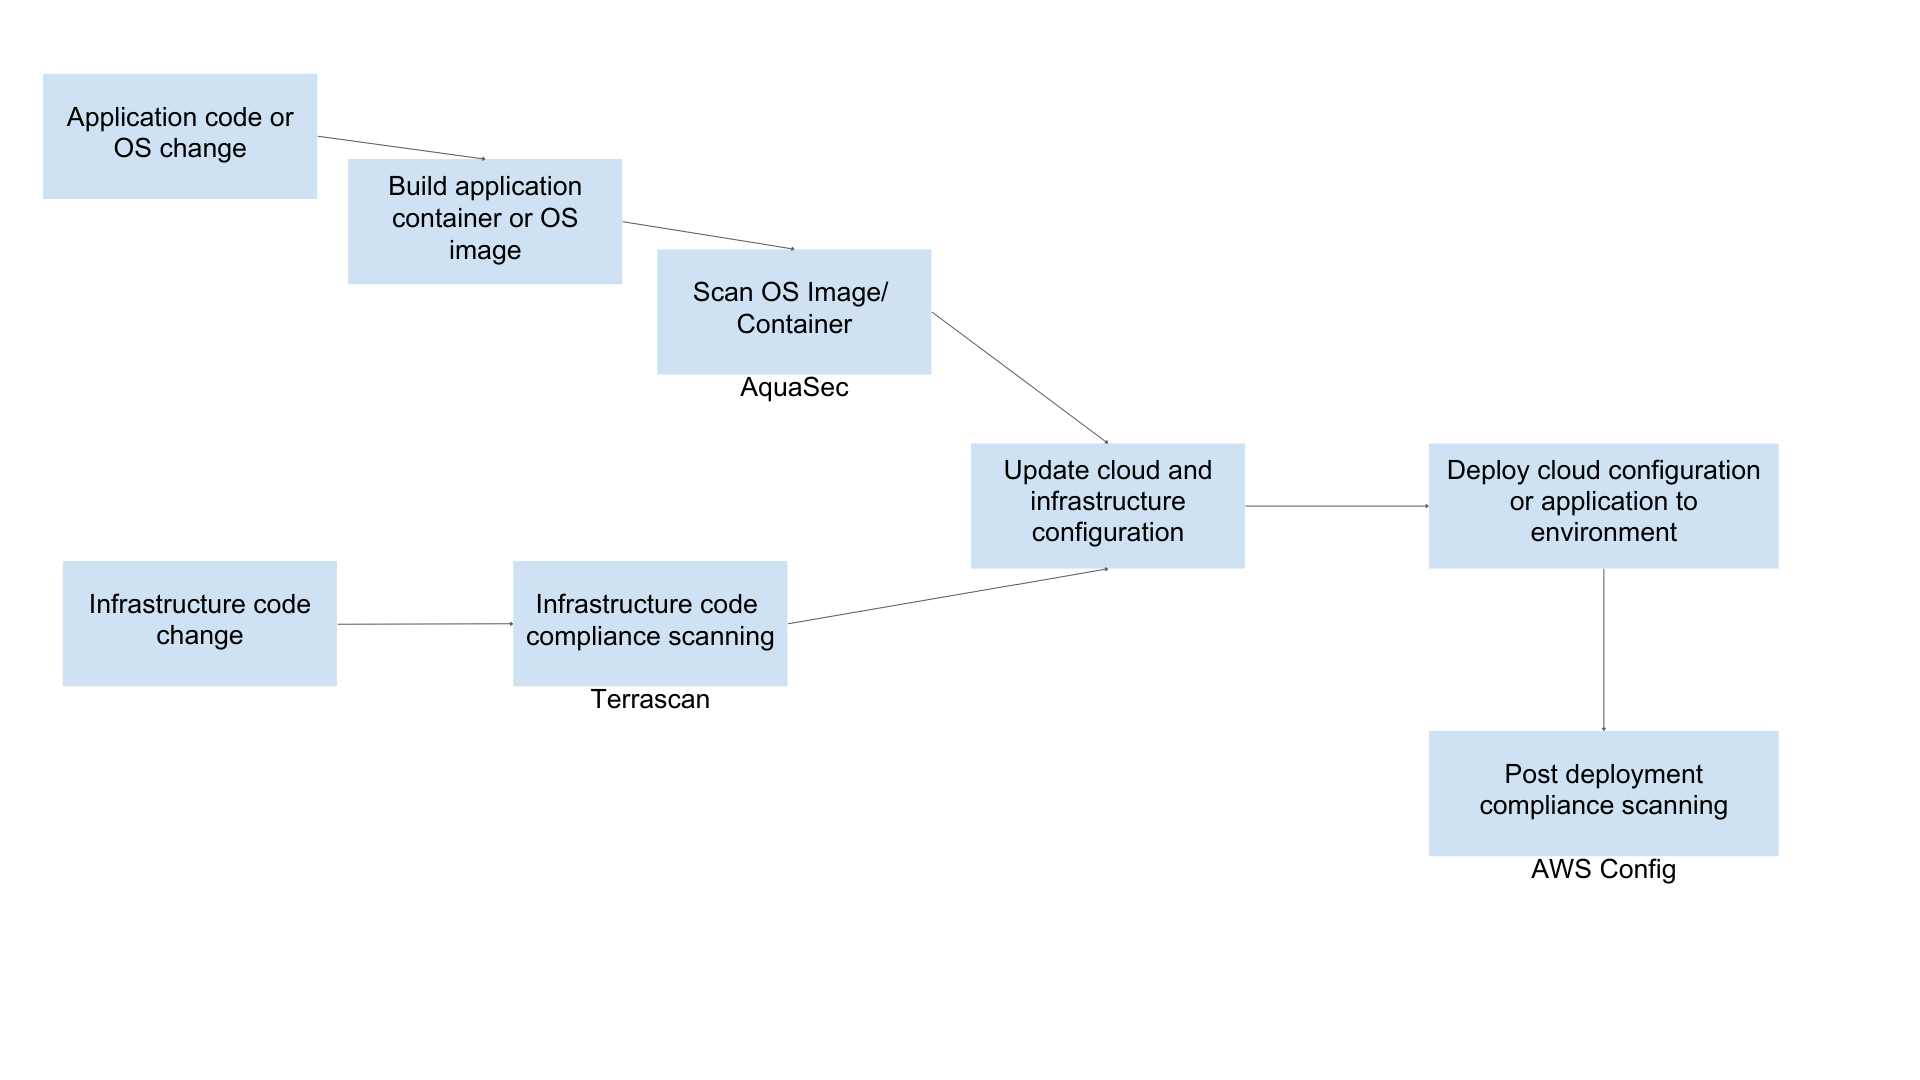 Application code or
OS change
Build application
container or OS
image
Scan OS Image/
Container
AquaSec
Update cloud and
infrastructure
configuration
Deploy cloud configuration
or application to
environment
Infrastructure code
change
Infrastructure code
compliance scanning
Terrascan
Post deployment
compliance scanning
AWS Config